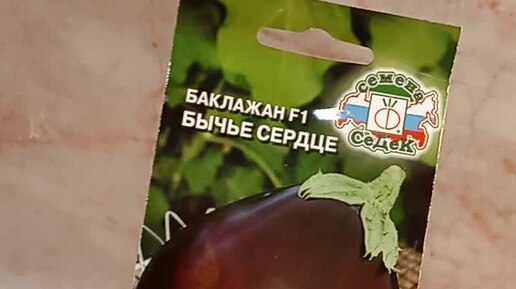 БАКЛАЖАН F1
БЫЧЬЕ СЕРДЦЕ
Семена
СеДеК